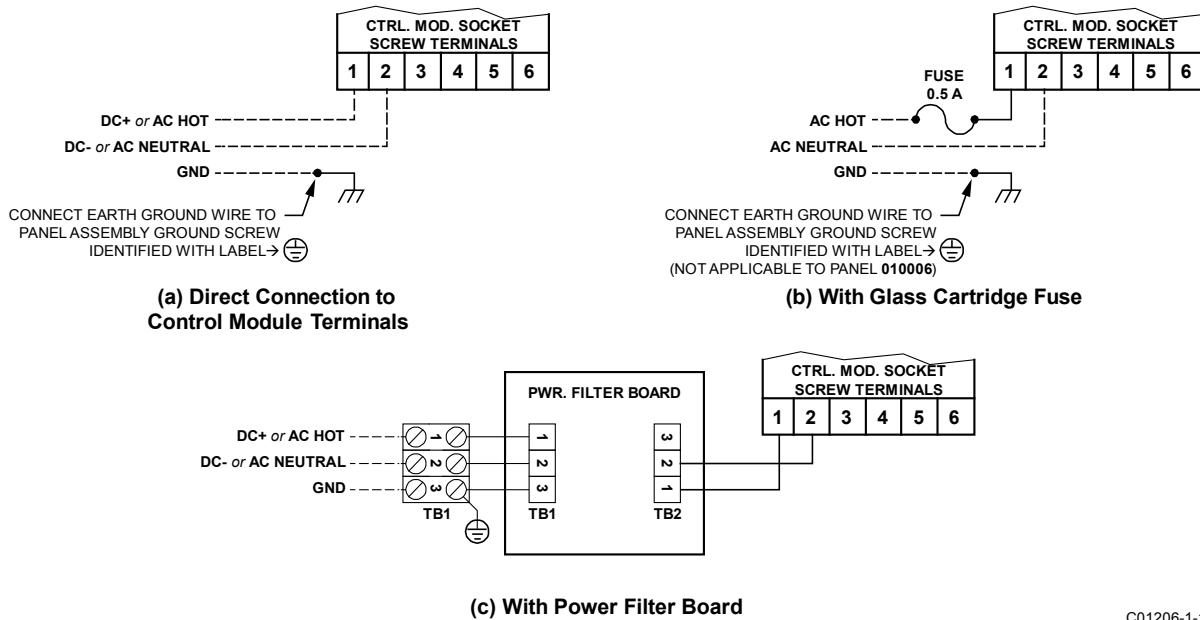 CTRL. MOD. SOCKET
SCREW TERMINALS
1 2 3 4 5 6
DC+ or AC HOT
DC- or AC NEUTRAL
GND
CONNECT EARTH GROUND WIRE TO
PANEL ASSEMBLY GROUND SCREW
IDENTIFIED WITH LABEL→
(a) Direct Connection to
Control Module Terminals
CTRL. MOD. SOCKET
SCREW TERMINALS
1 2 3 4 5 6
FUSE
0.5 A
AC HOT
AC NEUTRAL
GND
CONNECT EARTH GROUND WIRE TO
PANEL ASSEMBLY GROUND SCREW
IDENTIFIED WITH LABEL→
(NOT APPLICABLE TO PANEL 010006)
(b) With Glass Cartridge Fuse
CTRL. MOD. SOCKET
SCREW TERMINALS
1 2 3 4 5 6
PWR. FILTER BOARD
DC+ or AC HOT
DC- or AC NEUTRAL
GND
1
2
3
TB1
1
2
3
TB1
3
2
1
TB2
(c) With Power Filter Board